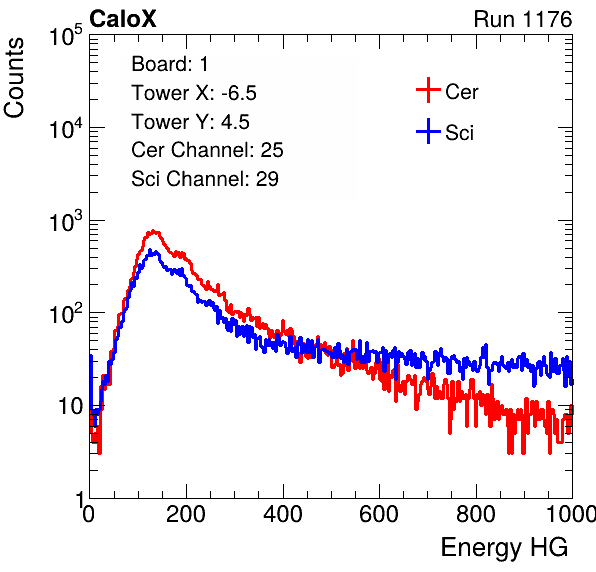 CaloX Run 1176
Counts
10^5
10^4
10^3
10^2
10
1
Board: 1
Tower X: -6.5
Tower Y: 4.5
Cer Channel: 25
Sci Channel: 29
Cer
Sci
0 200 400 600 800 1000
Energy HG